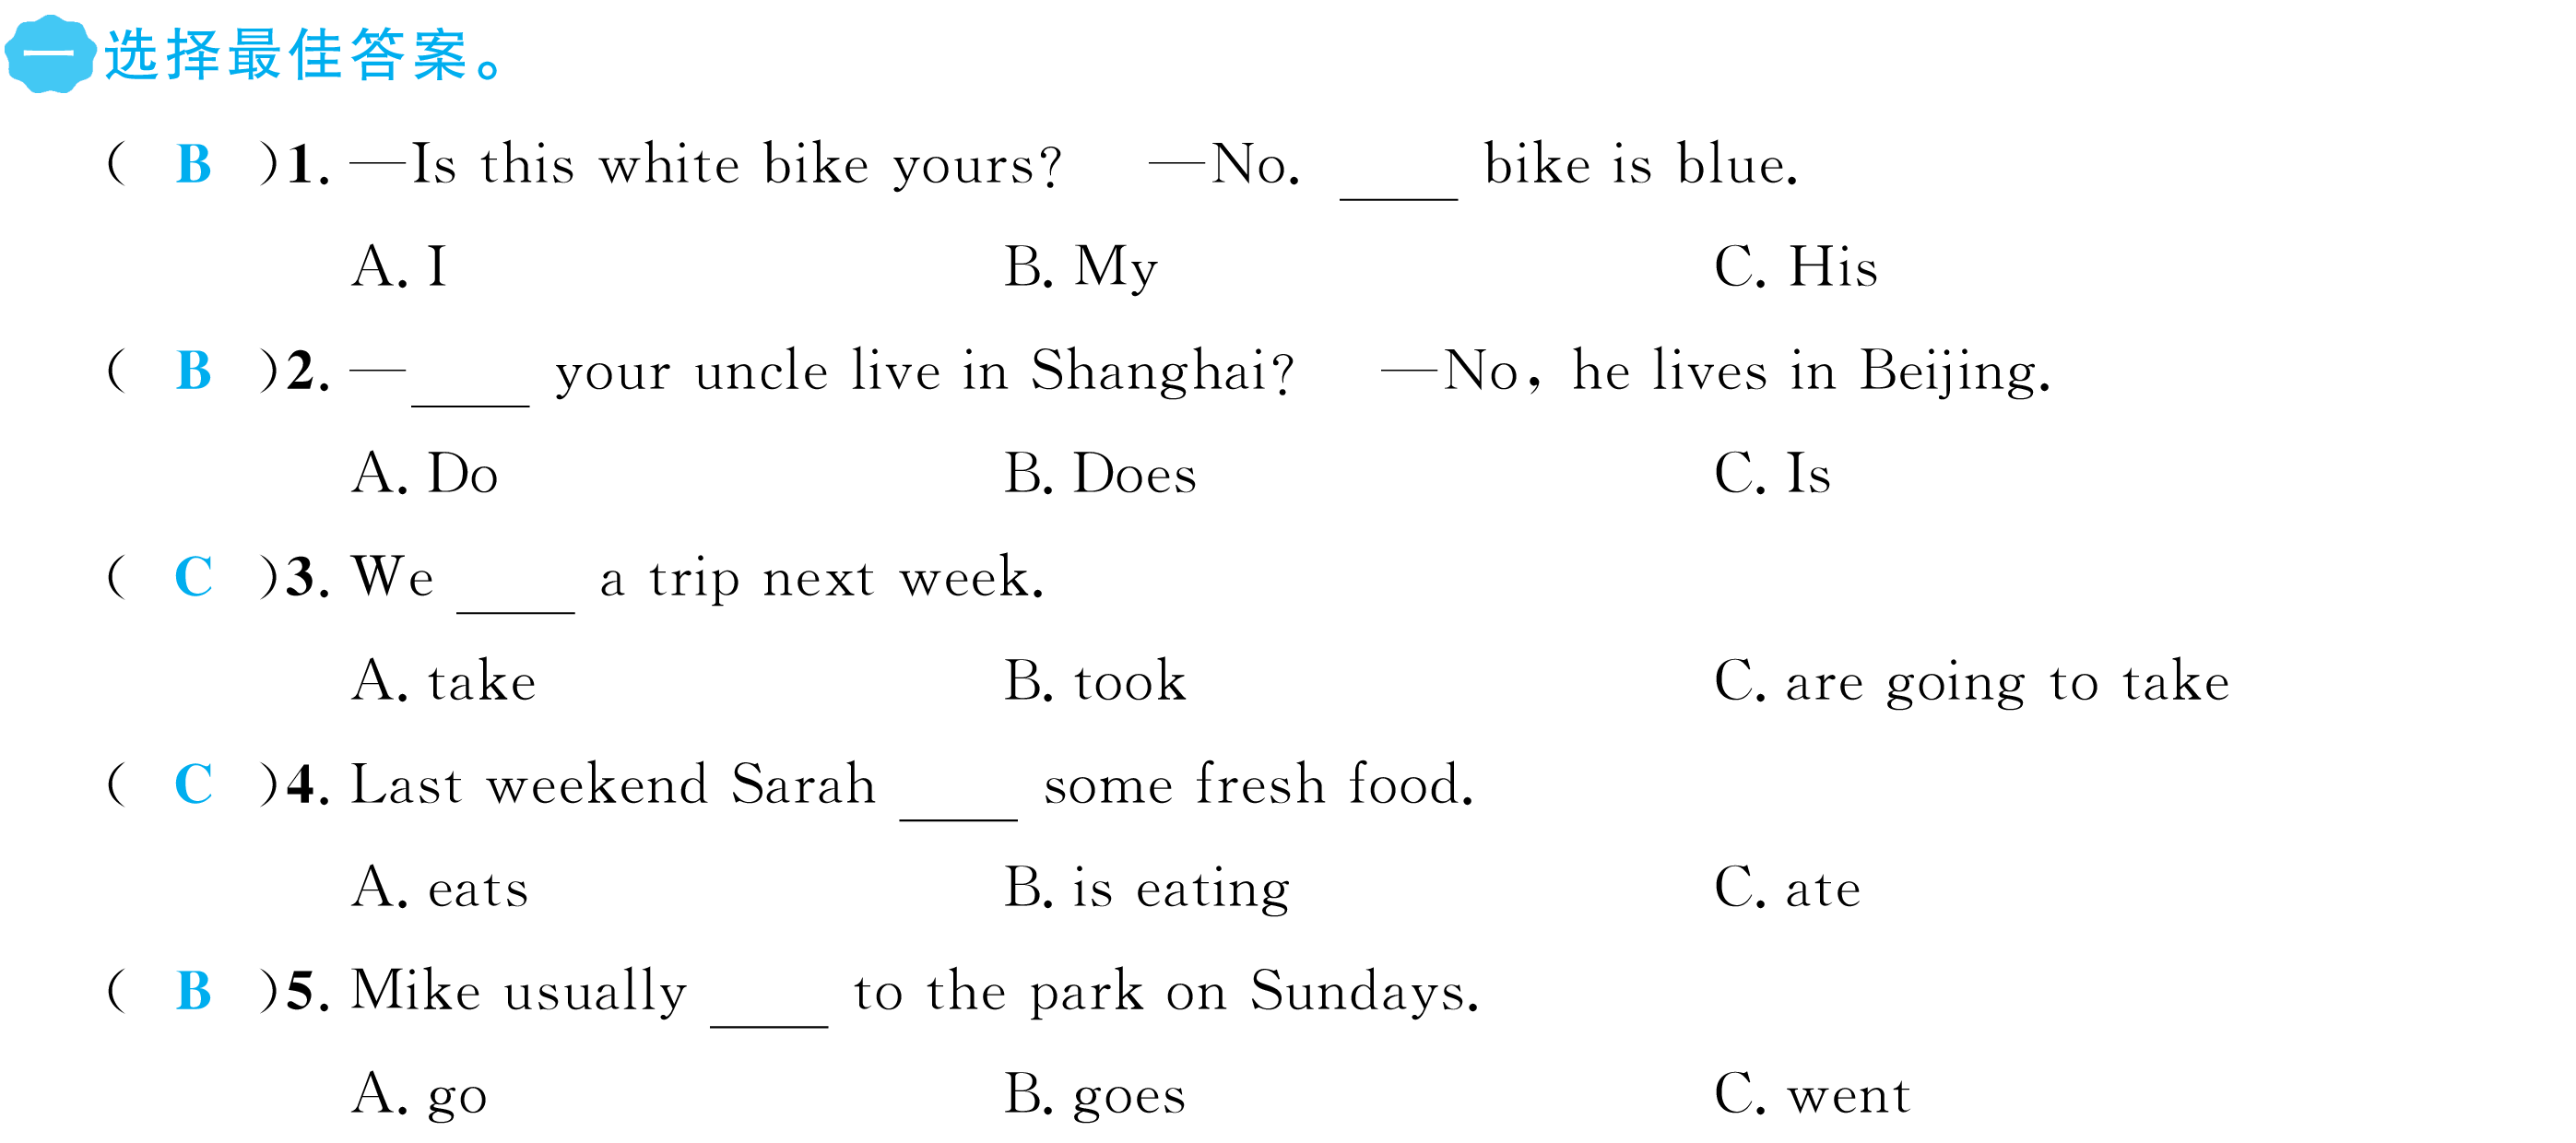 一 选择最佳答案。
( B )1. —Is this white bike yours? —No. ____ bike is blue.
A. I B. My C. His
( B )2. —____ your uncle live in Shanghai? —No, he lives in Beijing.
A. Do B. Does C. Is
( C )3. We ____ a trip next week.
A. take B. took C. are going to take
( C )4. Last weekend Sarah ____ some fresh food.
A. eats B. is eating C. ate
( B )5. Mike usually ____ to the park on Sundays.
A. go B. goes C. went